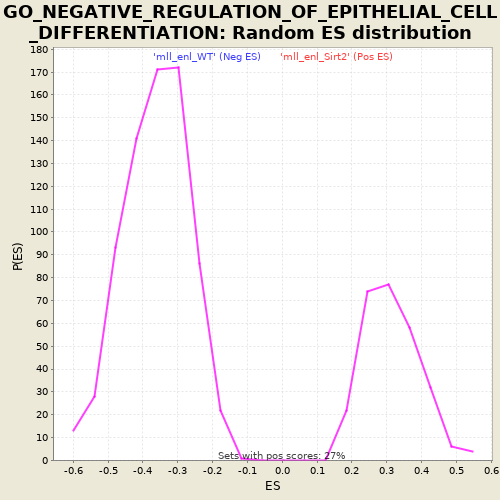 GO_NEGATIVE_REGULATION_OF_EPITHELIAL_CELL
_DIFFERENTIATION: Random ES distribution
'mll_enl_WT' (Neg ES) 'mll_enl_Sirt2' (Pos ES)
180
170
160
150
140
130
120
110
100
90
80
70
60
50
40
30
20
10
0
P(ES)
Sets with pos scores: 27%
-0.6 -0.5 -0.4 -0.3 -0.2 -0.1 0.0 0.1 0.2 0.3 0.4 0.5 0.6
ES